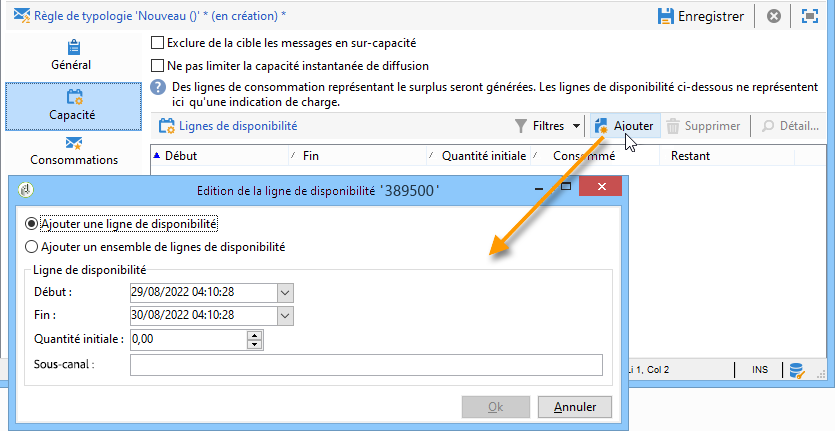 Règle de typologie 'Nouveau ()' * (en création) *
Enregistrer
Général
Capacité
Consommations
Exclure de la cible les messages en sur-capacité
Ne pas limiter la capacité instantanée de diffusion
Des lignes de consommation représentant le surplus seront générées. Les lignes de disponibilité ci-dessous ne représentent
ici qu'une indication de charge.
Lignes de disponibilité
Filtres
Ajouter
Supprimer
Détail...
Début / Fin / Quantité initiale / Consommé Restant
Edition de la ligne de disponibilité '389500'
Ajouter une ligne de disponibilité
Ajouter un ensemble de lignes de disponibilité
Ligne de disponibilité
Début : 29/08/2022 04:10:28
Fin : 30/08/2022 04:10:28
Quantité initiale : 0,00
Sous-canal :
Ok
Annuler
Li 1, Col 2
INS